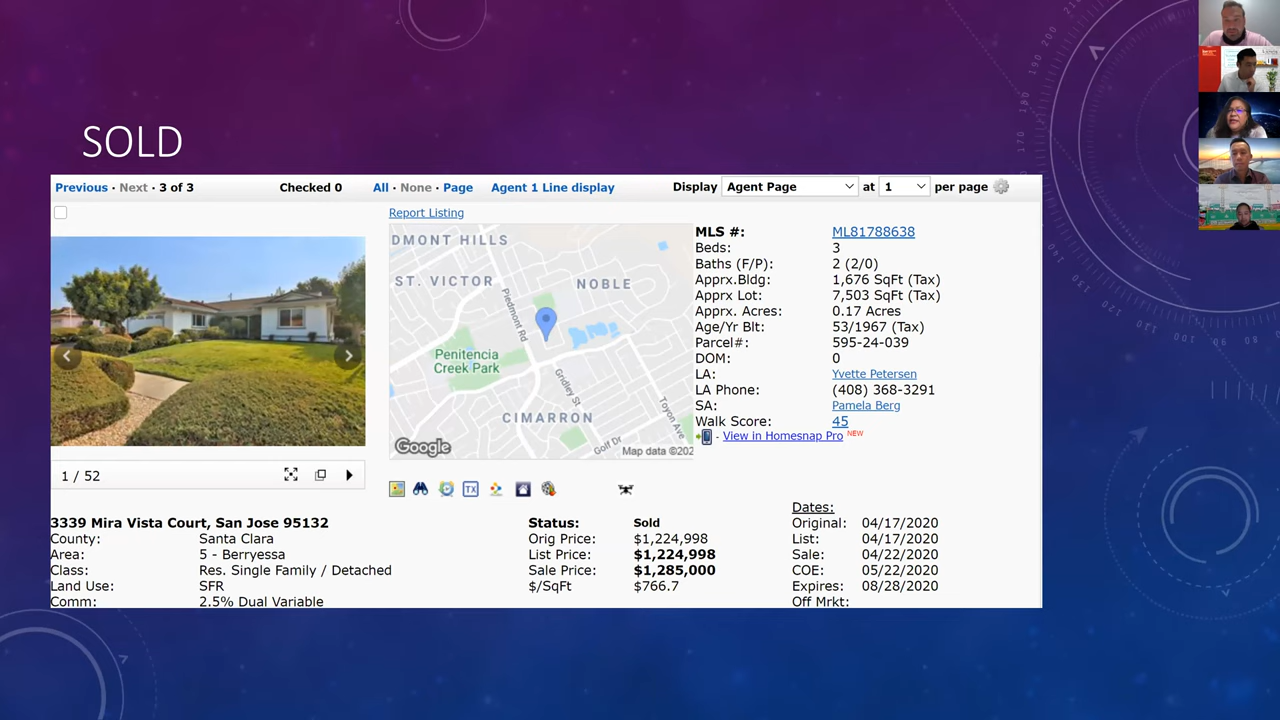 SOLD
Previous · Next · 3 of 3 Checked 0 All · None · Page Agent 1 Line display Display Agent Page at 1 per page
Report Listing
DMONT HILLS
ST. VICTOR
NOBLE
Piedmont Rd
Penitencia
Creek Park
Gridley St
CIMARRON
Toyon Ave
Golf Dr
Google
Map data ©202
MLS #: ML81788638
Beds: 3
Baths (F/P): 2 (2/0)
Apprx.Bldg: 1,676 SqFt (Tax)
Apprx Lot: 7,503 SqFt (Tax)
Apprx. Acres: 0.17 Acres
Age/Yr Blt: 53/1967 (Tax)
Parcel#: 595-24-039
DOM: 0
LA: Yvette Petersen
LA Phone: (408) 368-3291
SA: Pamela Berg
Walk Score: 45
- View in Homesnap Pro NEW
1 / 52
TX
3339 Mira Vista Court, San Jose 95132
County: Santa Clara
Area: 5 - Berryessa
Class: Res. Single Family / Detached
Land Use: SFR
Comm: 2.5% Dual Variable
Status: Sold
Orig Price: $1,224,998
List Price: $1,224,998
Sale Price: $1,285,000
$/SqFt $766.7
Dates:
Original: 04/17/2020
List: 04/17/2020
Sale: 04/22/2020
COE: 05/22/2020
Expires: 08/28/2020
Off Mrkt: